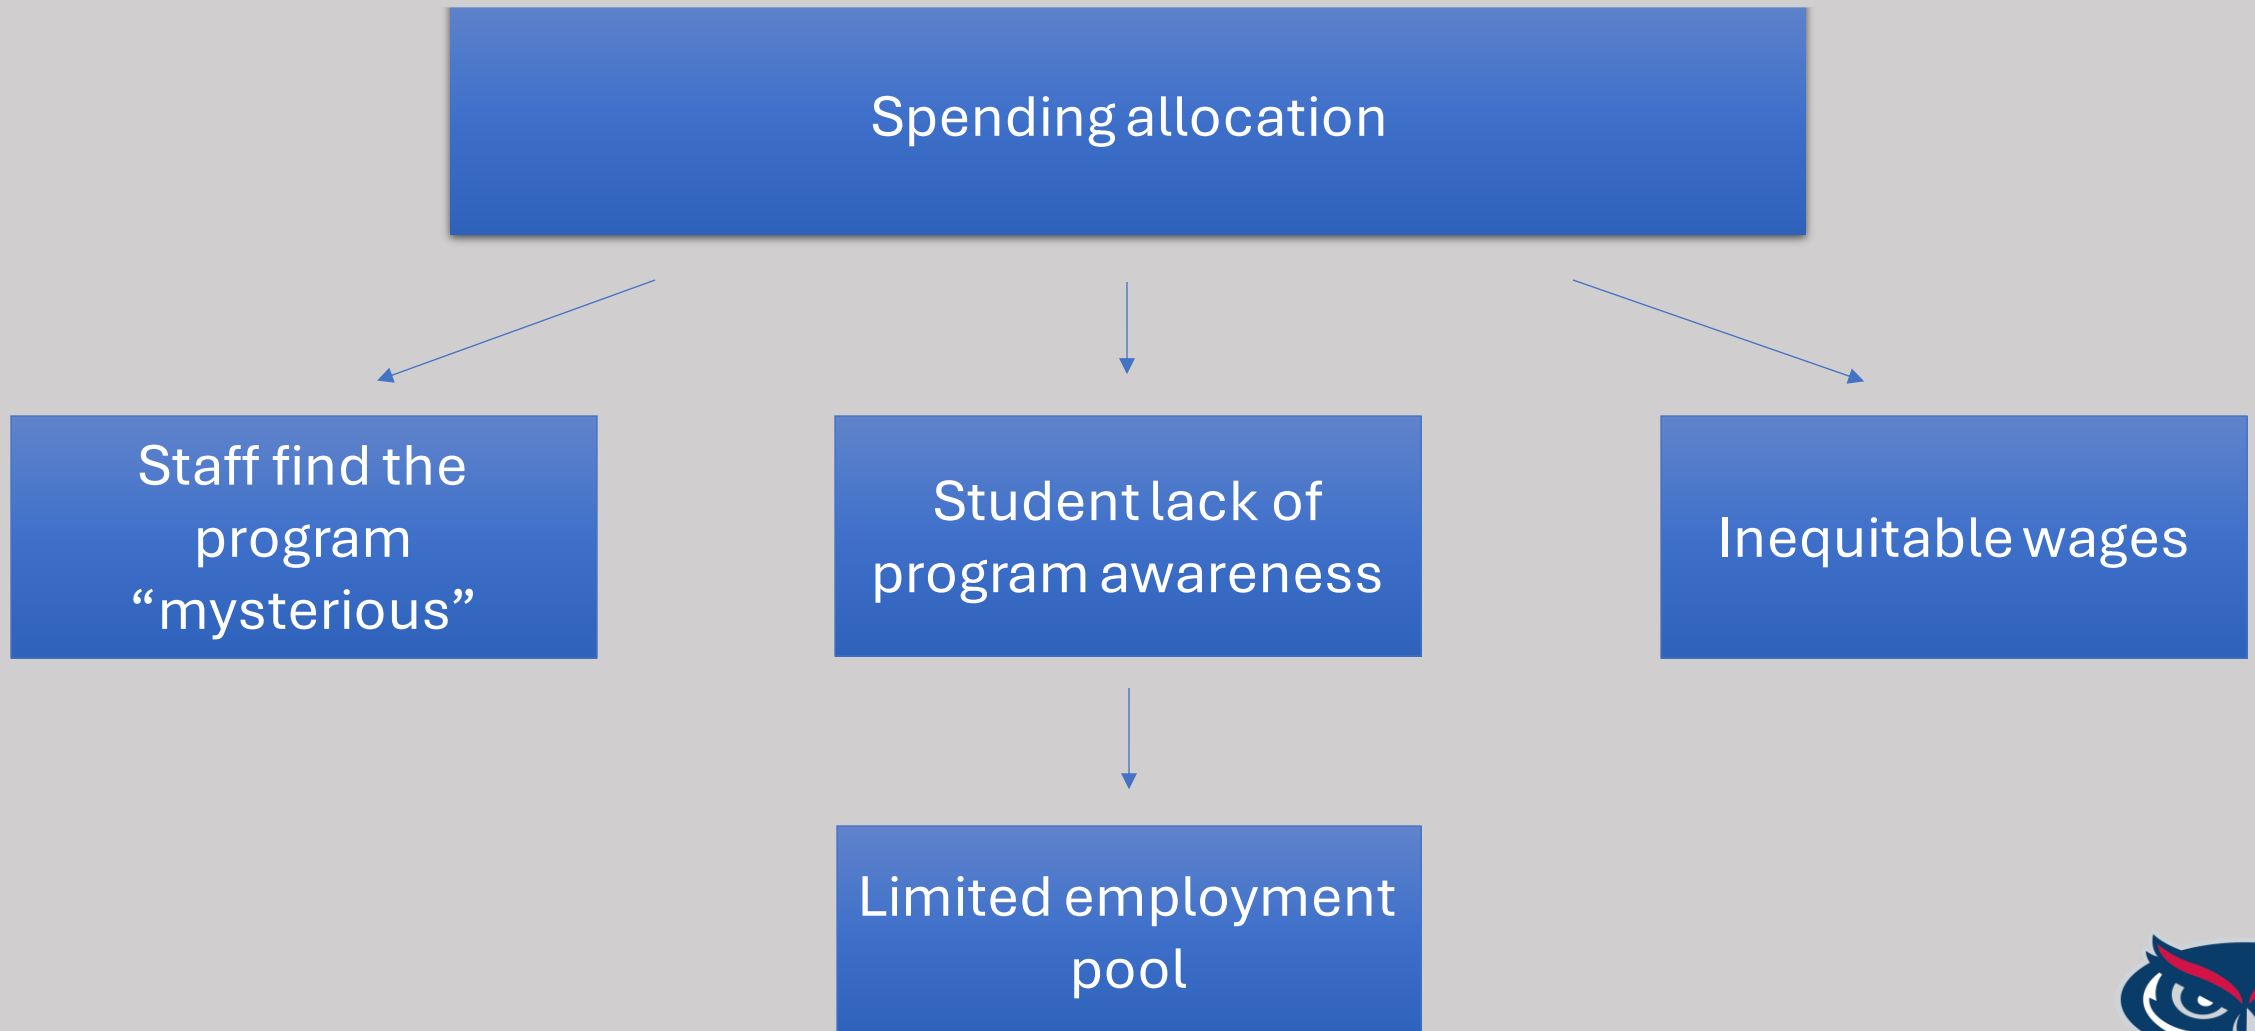 Spending allocation
Staff find the
program
“mysterious”
Student lack of
program awareness
Inequitable wages
Limited employment
pool